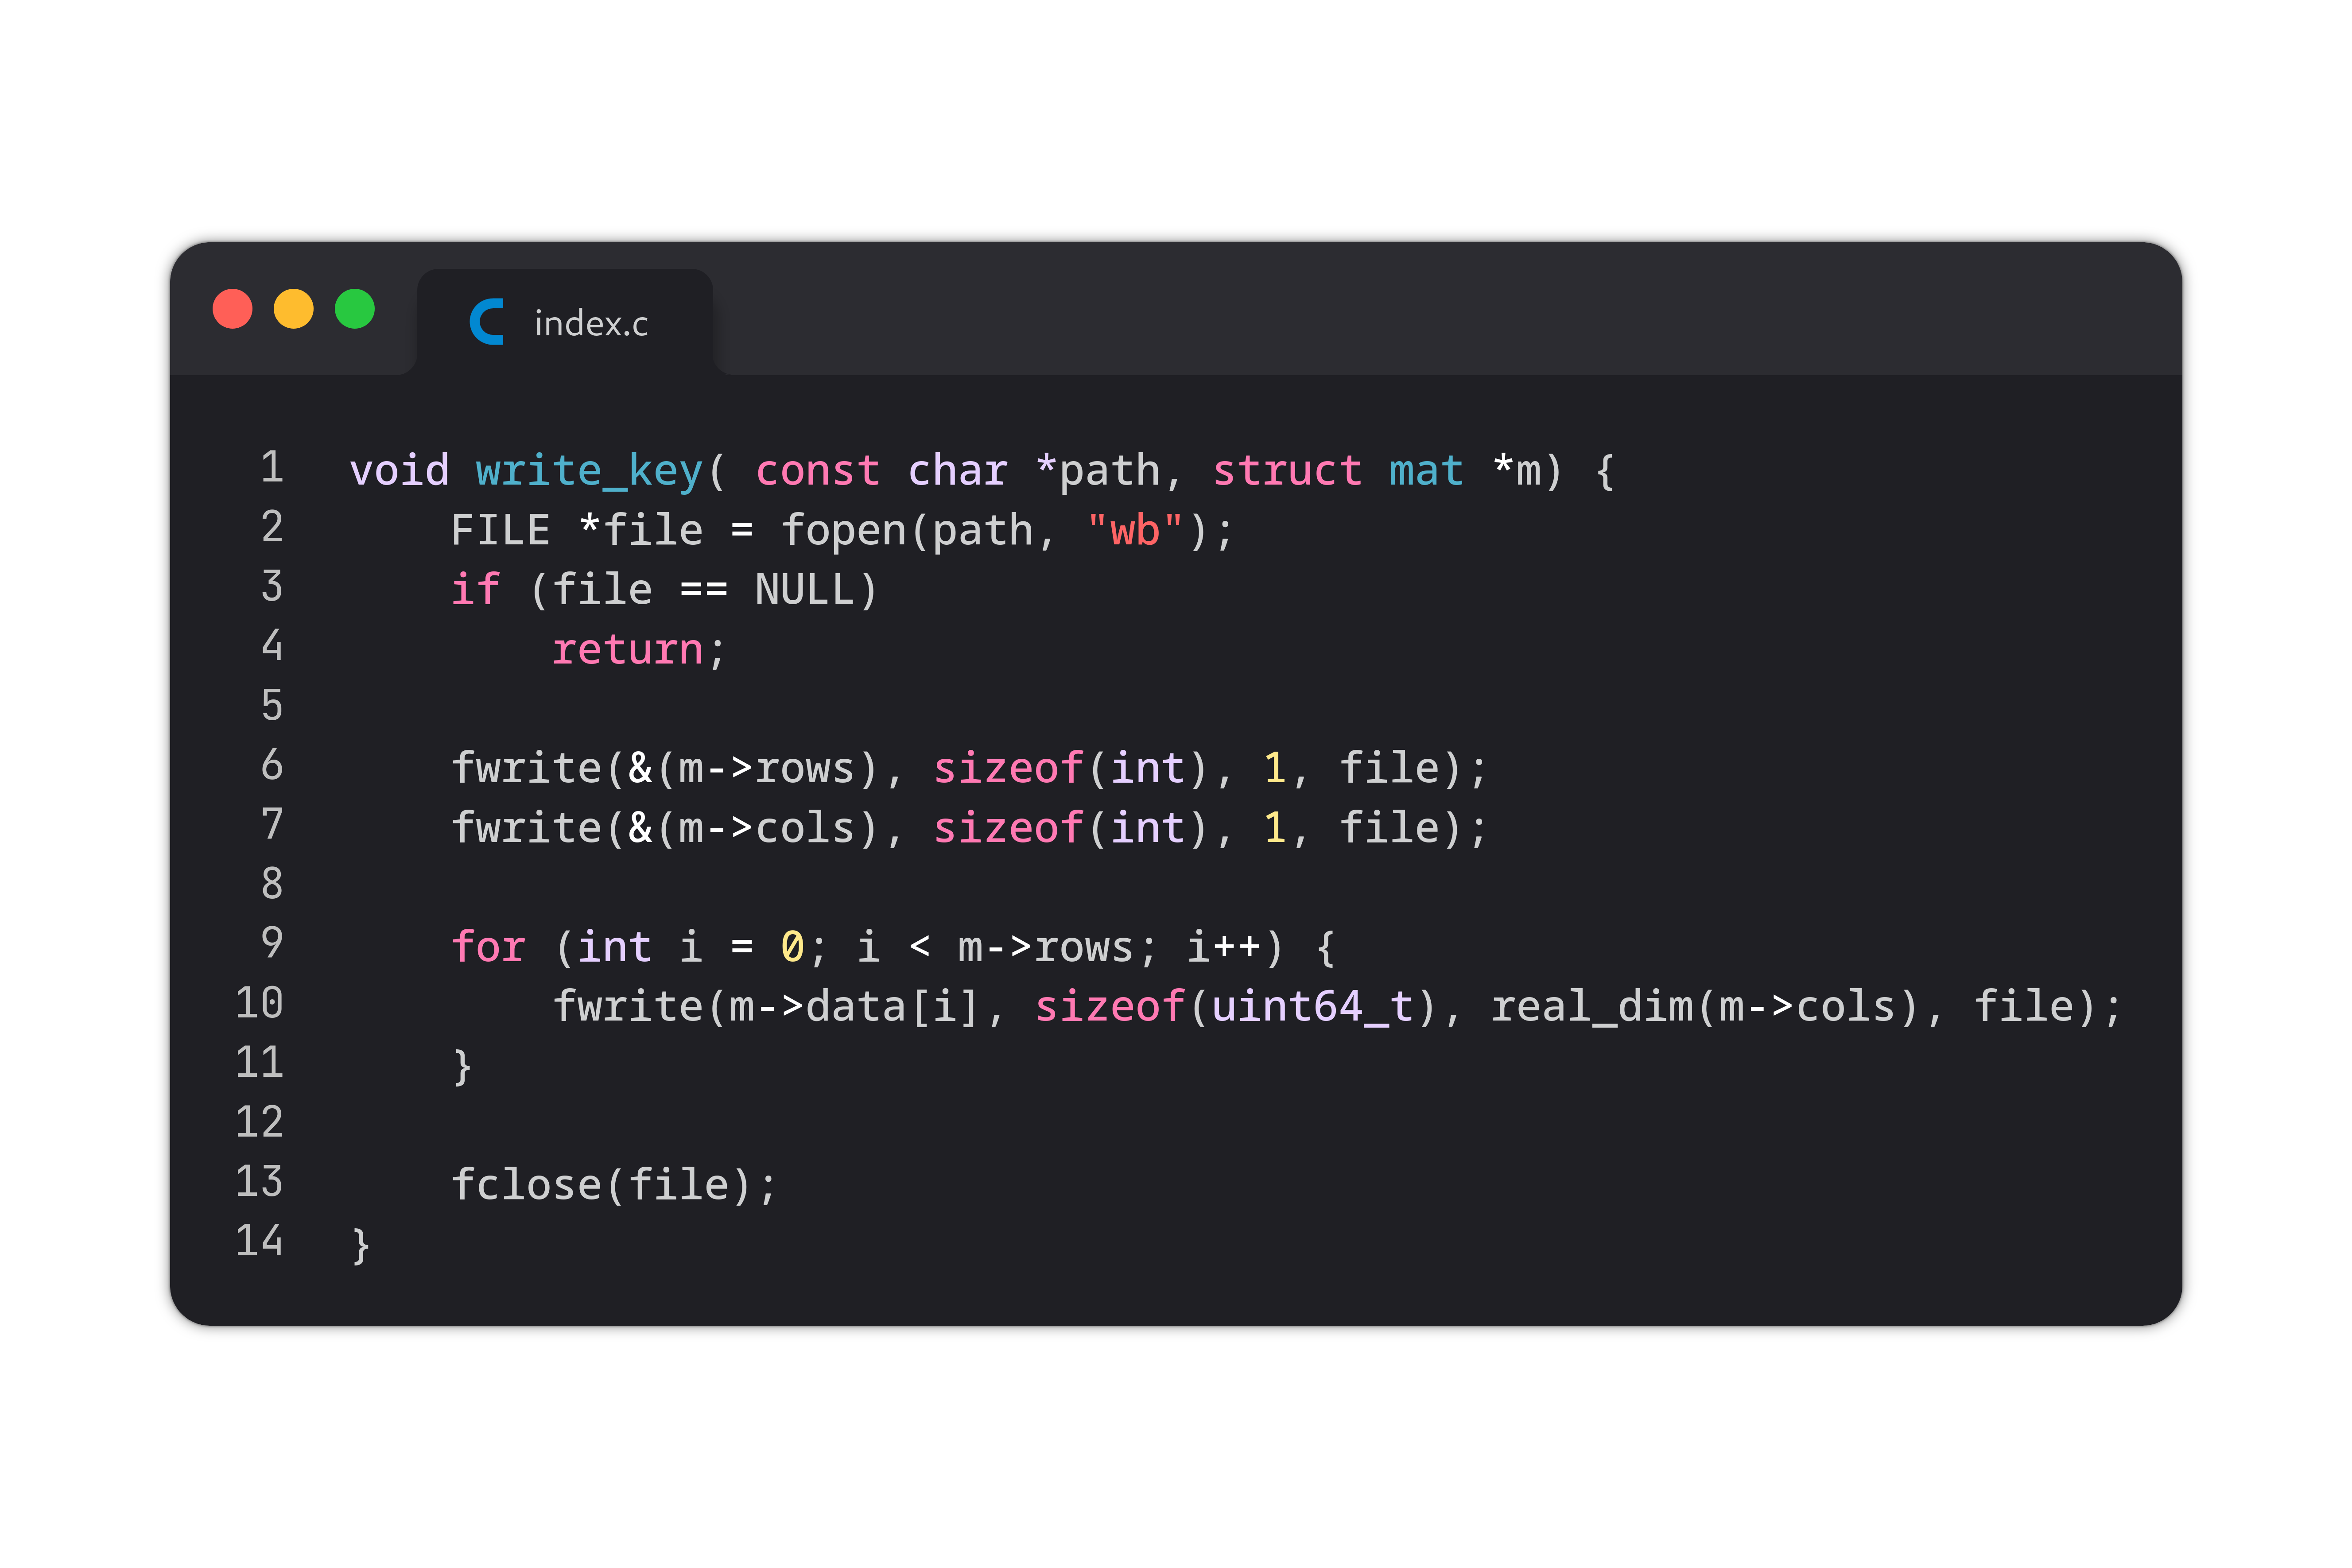 index.c
1 void write_key( const char *path, struct mat *m) {
2     FILE *file = fopen(path, "wb");
3     if (file == NULL)
4         return;
5
6     fwrite(&(m->rows), sizeof(int), 1, file);
7     fwrite(&(m->cols), sizeof(int), 1, file);
8
9     for (int i = 0; i < m->rows; i++) {
10         fwrite(m->data[i], sizeof(uint64_t), real_dim(m->cols), file);
11     }
12
13     fclose(file);
14 }